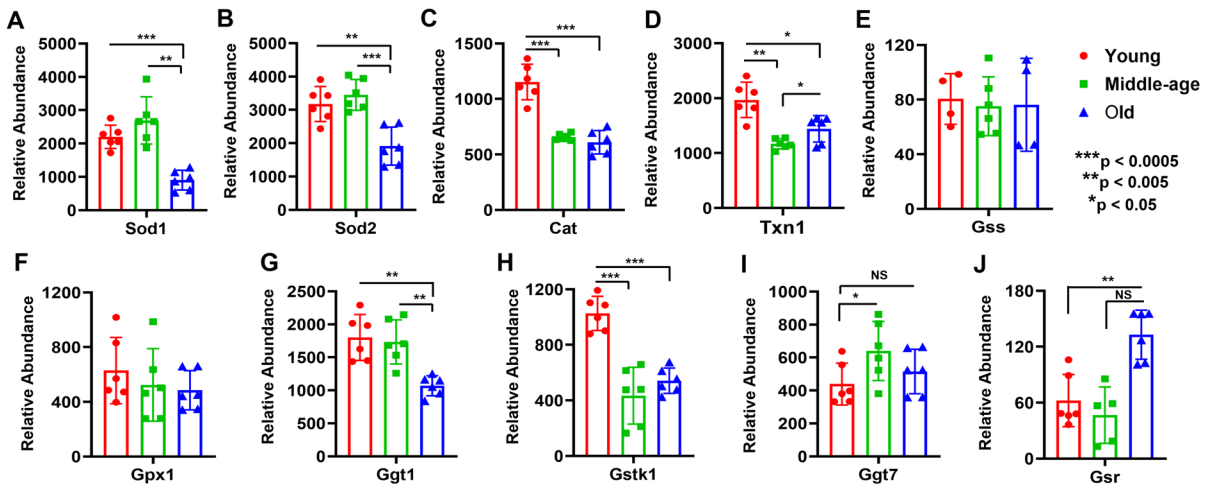 A
Relative Abundance
5000
4000
3000
2000
1000
0
***
**
Sod1
B
Relative Abundance
5000
4000
3000
2000
1000
0
**
***
Sod2
C
Relative Abundance
1500
1000
500
0
***
***
Cat
D
Relative Abundance
3000
2000
1000
0
*
**
*
Txn1
E
Relative Abundance
120
80
40
0
Gss
Young
Middle-age
Old
***p < 0.0005
**p < 0.005
*p < 0.05
F
Relative Abundance
1200
800
400
0
Gpx1
G
Relative Abundance
2500
2000
1500
1000
500
0
**
**
Ggt1
H
Relative Abundance
1200
800
400
0
***
***
Gstk1
I
Relative Abundance
1000
800
600
400
200
0
NS
*
Ggt7
J
Relative Abundance
180
120
60
0
**
NS
Gsr